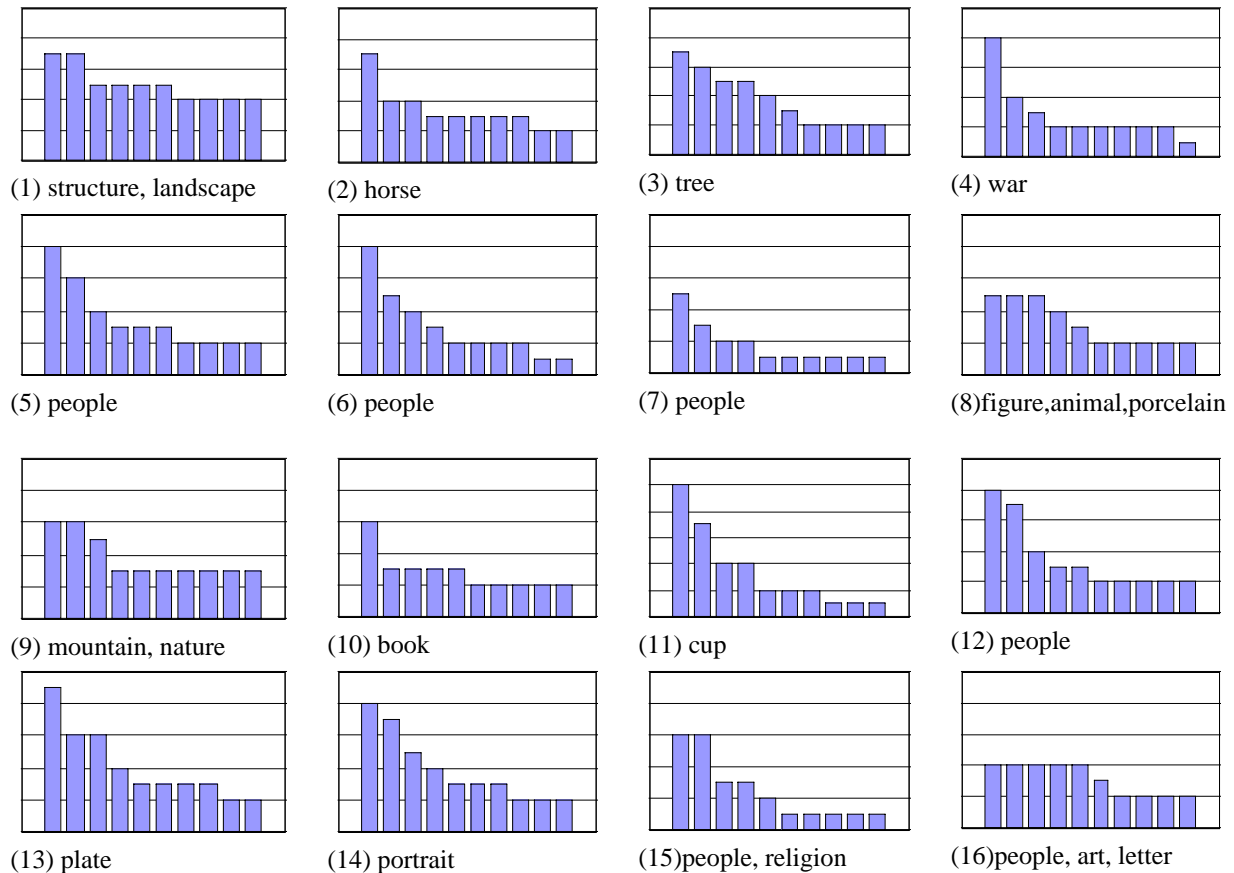 (1) structure, landscape
(2) horse
(3) tree
(4) war
(5) people
(6) people
(7) people
(8)figure,animal,porcelain
(9) mountain, nature
(10) book
(11) cup
(12) people
(13) plate
(14) portrait
(15)people, religion
(16)people, art, letter